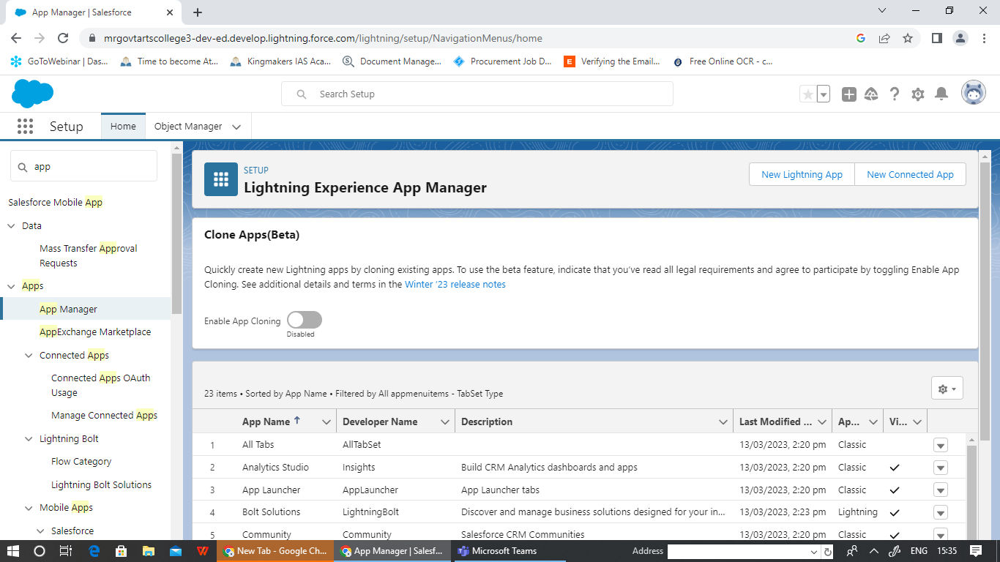 App Manager | Salesforce
mrgovtartscollege3-dev-ed.develop.lightning.force.com/lightning/setup/NavigationMenus/home
GoToWebinar | Das...
Time to become At...
Kingmakers IAS Aca...
Document Manage...
Procurement Job D...
Verifying the Email...
Free Online OCR - c...
Search Setup
Setup
Home
Object Manager
app
Salesforce Mobile App
Data
Mass Transfer Approval
Requests
Apps
App Manager
AppExchange Marketplace
Connected Apps
Connected Apps OAuth
Usage
Manage Connected Apps
Lightning Bolt
Flow Category
Lightning Bolt Solutions
Mobile Apps
Salesforce
SETUP
Lightning Experience App Manager
New Lightning App
New Connected App
Clone Apps(Beta)
Quickly create new Lightning apps by cloning existing apps. To use the beta feature, indicate that you've read all legal requirements and agree to participate by toggling Enable App
Cloning. See additional details and terms in the Winter '23 release notes
Enable App Cloning
Disabled
23 items • Sorted by App Name • Filtered by All appmenuitems - TabSet Type
App Name Developer Name Description Last Modified ... Ap... Vi...
1 All Tabs AllTabSet 13/03/2023, 2:20 pm Classic
2 Analytics Studio Insights Build CRM Analytics dashboards and apps 13/03/2023, 2:20 pm Classic
3 App Launcher AppLauncher App Launcher tabs 13/03/2023, 2:20 pm Classic
4 Bolt Solutions LightningBolt Discover and manage business solutions designed for your in... 13/03/2023, 2:23 pm Lightning
5 Community Community Salesforce CRM Communities 13/03/2023, 2:20 pm Classic
New Tab - Google Ch...
App Manager | Salesf...
Microsoft Teams
Address
ENG
15:35